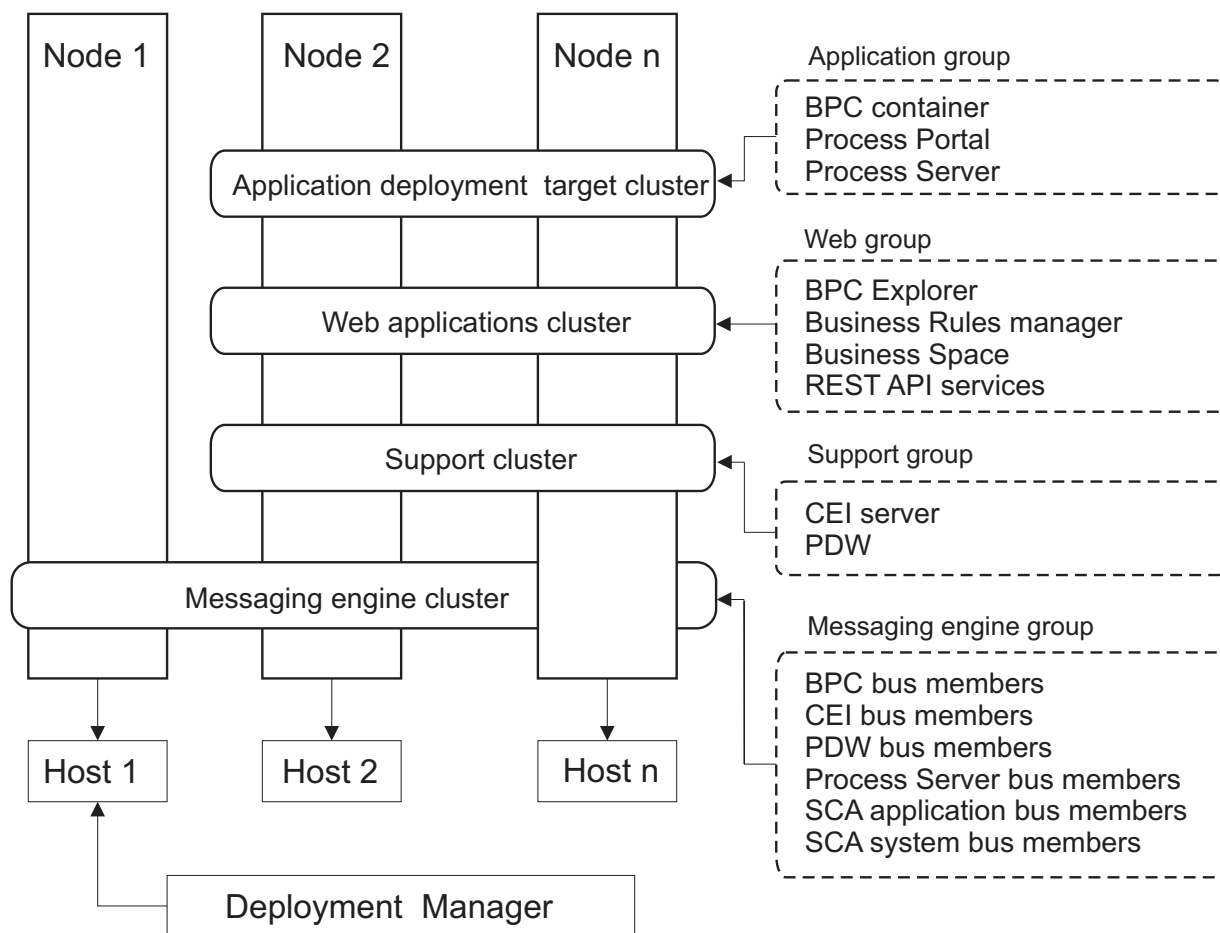 Node 1
Node 2
Node n
Application deployment target cluster
Web applications cluster
Support cluster
Messaging engine cluster
Host 1
Host 2
Host n
Deployment Manager
Application group
BPC container
Process Portal
Process Server
Web group
BPC Explorer
Business Rules manager
Business Space
REST API services
Support group
CEI server
PDW
Messaging engine group
BPC bus members
CEI bus members
PDW bus members
Process Server bus members
SCA application bus members
SCA system bus members